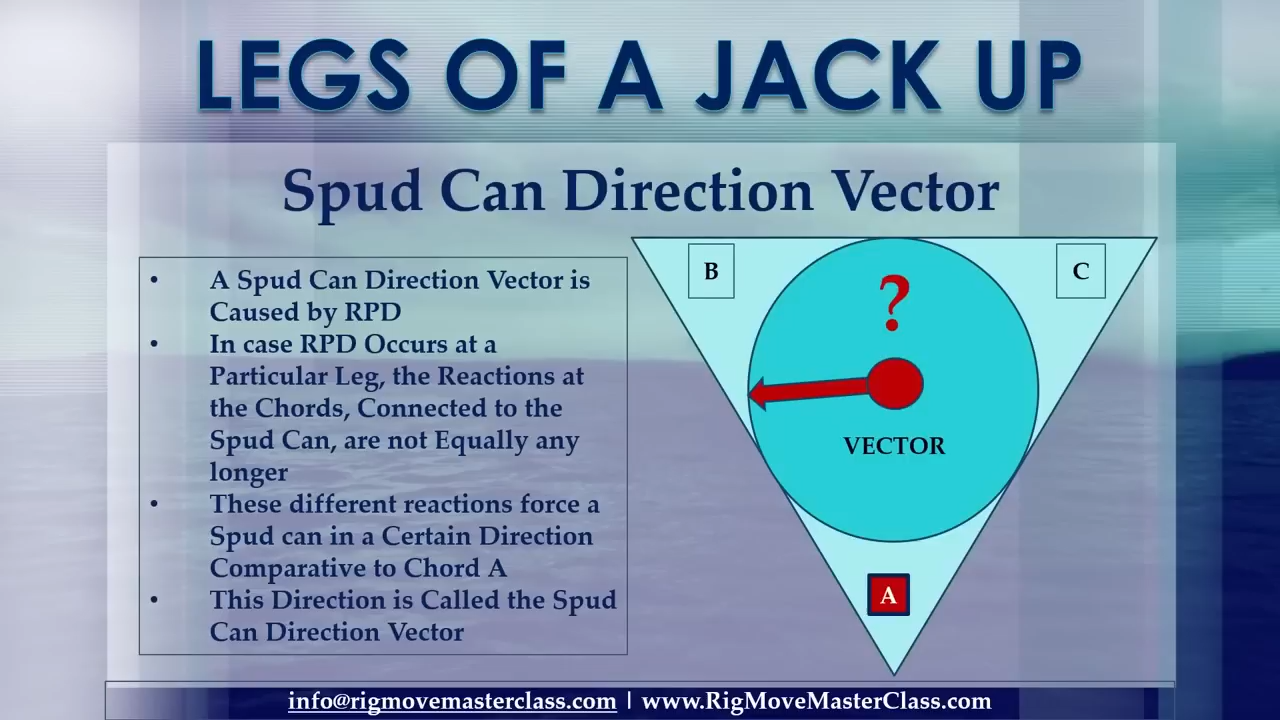 LEGS OF A JACK UP
Spud Can Direction Vector
• A Spud Can Direction Vector is
Caused by RPD
• In case RPD Occurs at a
Particular Leg, the Reactions at
the Chords, Connected to the
Spud Can, are not Equally any
longer
• These different reactions force a
Spud can in a Certain Direction
Comparative to Chord A
• This Direction is Called the Spud
Can Direction Vector
B
C
?
VECTOR
A
info@rigmovemasterclass.com | www.RigMoveMasterClass.com